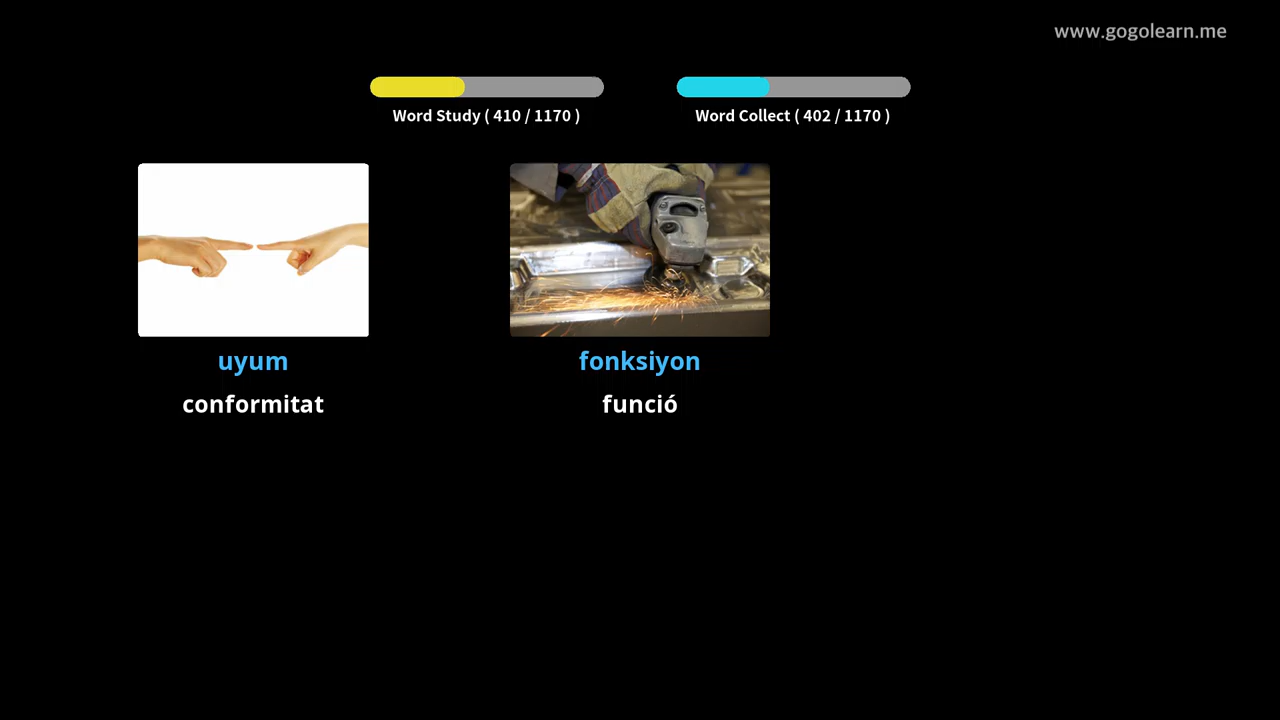 www.gogolearn.me
Word Study ( 410 / 1170 )
Word Collect ( 402 / 1170 )
uyum
conformitat
fonksiyon
funció